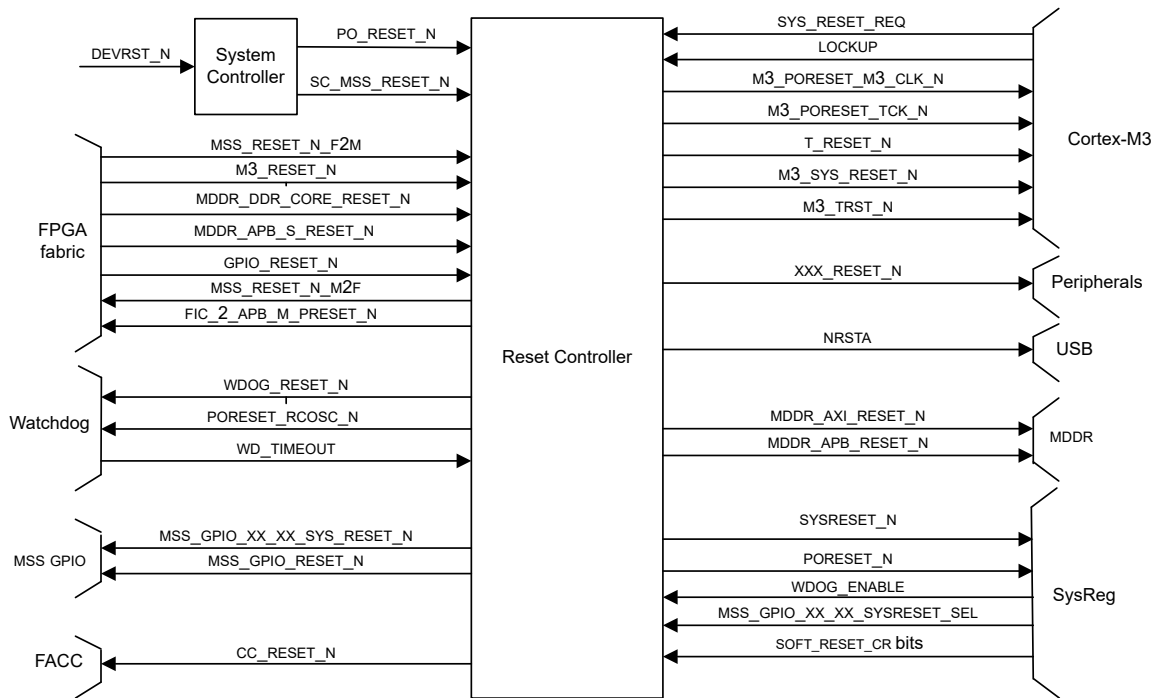 DEVRST_N
System
Controller
PO_RESET_N
SC_MSS_RESET_N
FPGA
fabric
MSS_RESET_N_F2M
M3_RESET_N
MDDR_DDR_CORE_RESET_N
MDDR_APB_S_RESET_N
GPIO_RESET_N
MSS_RESET_N_M2F
FIC_2_APB_M_PRESET_N
Watchdog
WDOG_RESET_N
PORESET_RCOSC_N
WD_TIMEOUT
MSS GPIO
MSS_GPIO_XX_XX_SYS_RESET_N
MSS_GPIO_RESET_N
FACC
CC_RESET_N
Reset Controller
SYS_RESET_REQ
LOCKUP
M3_PORESET_M3_CLK_N
M3_PORESET_TCK_N
T_RESET_N
M3_SYS_RESET_N
M3_TRST_N
Cortex-M3
XXX_RESET_N
Peripherals
NRSTA
USB
MDDR_AXI_RESET_N
MDDR_APB_RESET_N
MDDR
SYSRESET_N
PORESET_N
WDOG_ENABLE
MSS_GPIO_XX_XX_SYSRESET_SEL
SOFT_RESET_CR bits
SysReg